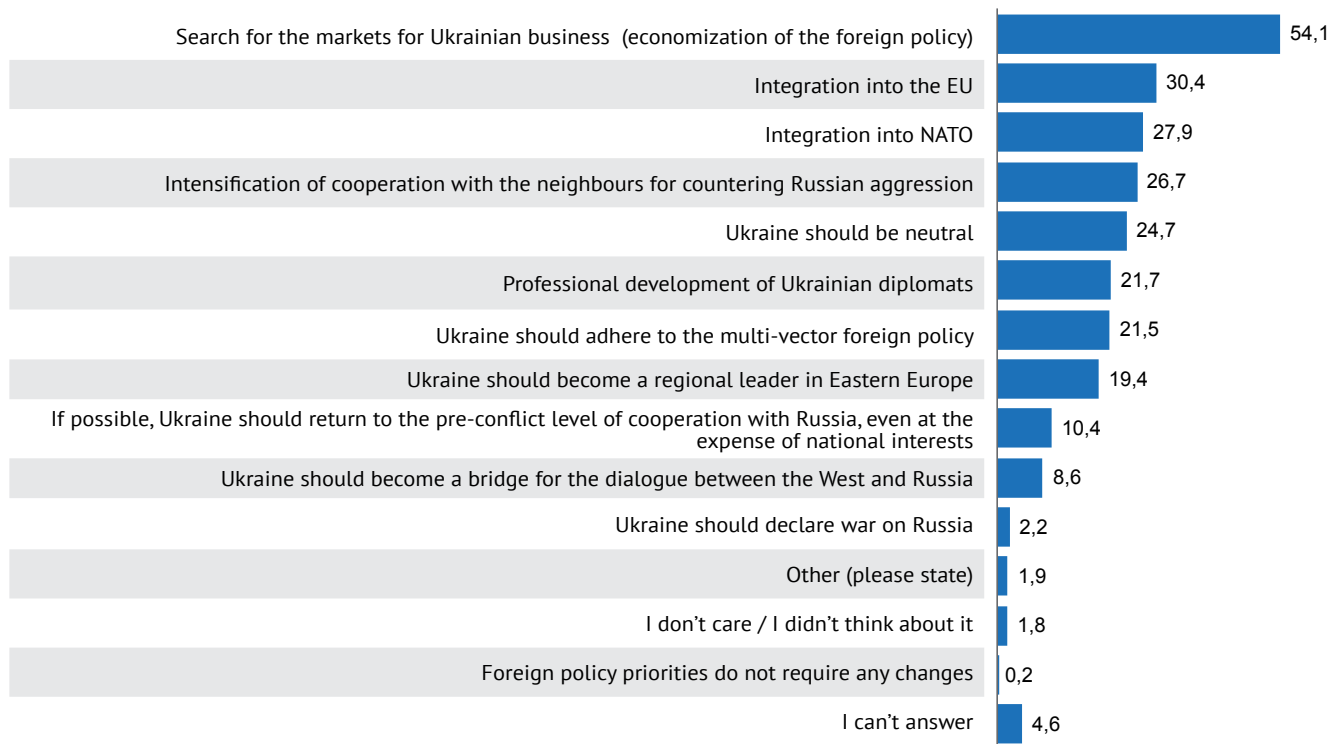 Search for the markets for Ukrainian business (economization of the foreign policy) 54,1
Integration into the EU 30,4
Integration into NATO 27,9
Intensification of cooperation with the neighbours for countering Russian aggression 26,7
Ukraine should be neutral 24,7
Professional development of Ukrainian diplomats 21,7
Ukraine should adhere to the multi-vector foreign policy 21,5
Ukraine should become a regional leader in Eastern Europe 19,4
If possible, Ukraine should return to the pre-conflict level of cooperation with Russia, even at the
expense of national interests 10,4
Ukraine should become a bridge for the dialogue between the West and Russia 8,6
Ukraine should declare war on Russia 2,2
Other (please state) 1,9
I don’t care / I didn’t think about it 1,8
Foreign policy priorities do not require any changes 0,2
I can’t answer 4,6